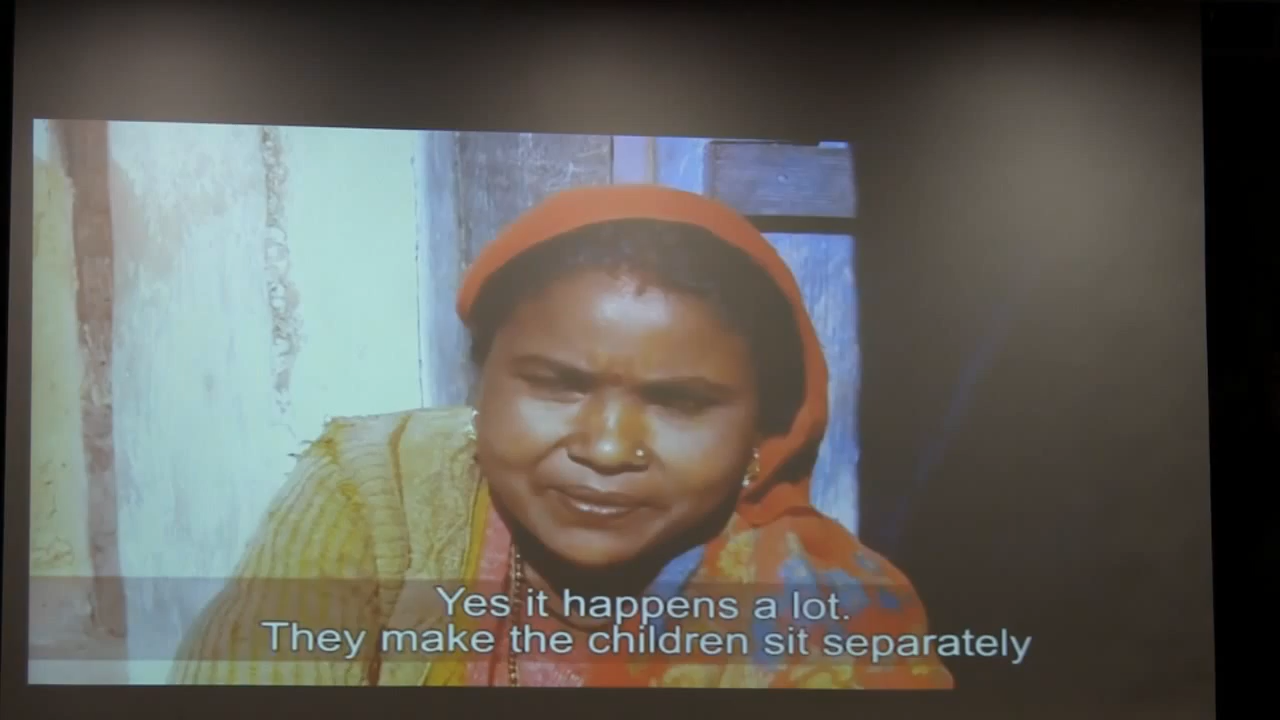 Yes it happens a lot.
They make the children sit separately